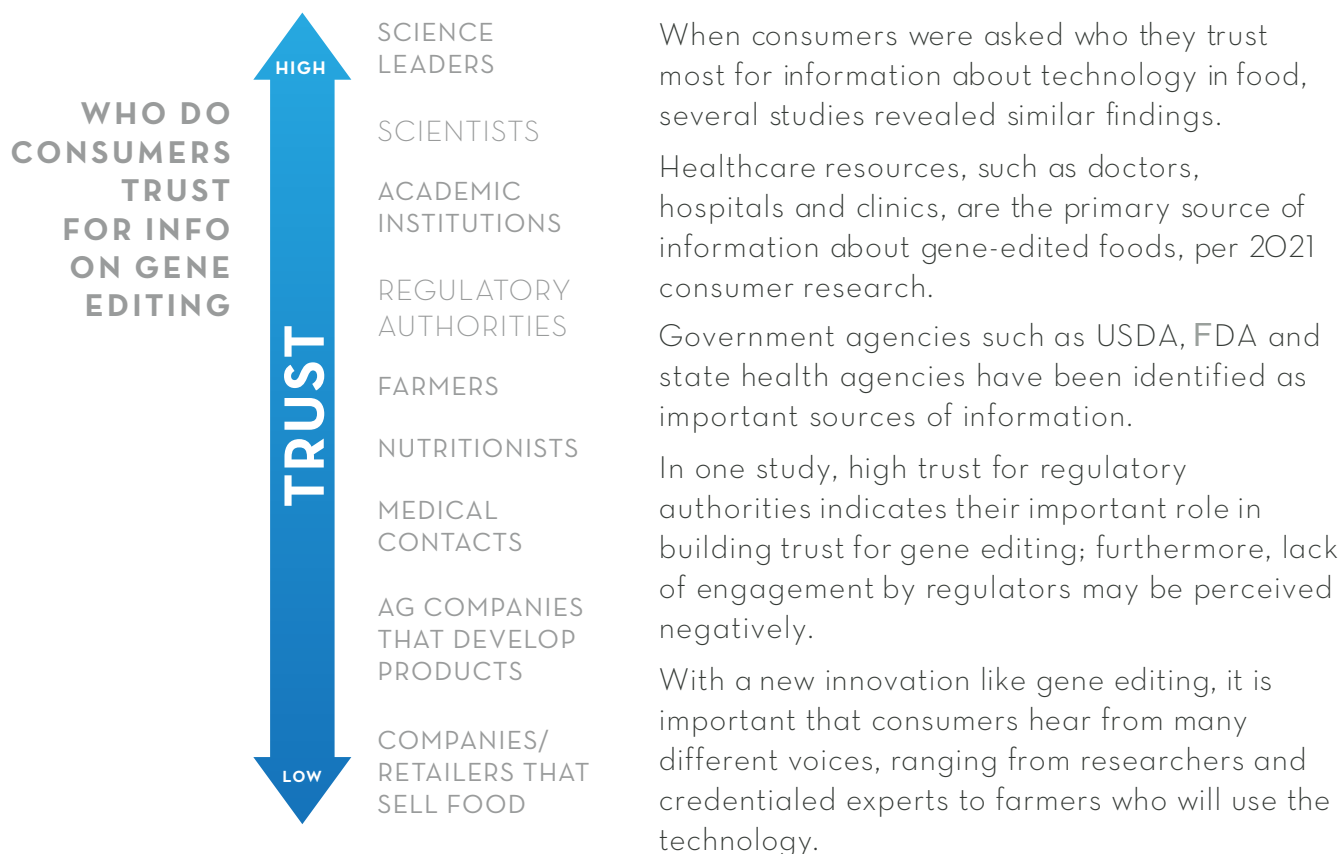 WHO DO
CONSUMERS
TRUST
FOR INFO
ON GENE
EDITING
HIGH
TRUST
LOW
SCIENCE
LEADERS
SCIENTISTS
ACADEMIC
INSTITUTIONS
REGULATORY
AUTHORITIES
FARMERS
NUTRITIONISTS
MEDICAL
CONTACTS
AG COMPANIES
THAT DEVELOP
PRODUCTS
COMPANIES/
RETAILERS THAT
SELL FOOD
When consumers were asked who they trust
most for information about technology in food,
several studies revealed similar findings.
Healthcare resources, such as doctors,
hospitals and clinics, are the primary source of
information about gene-edited foods, per 2021
consumer research.
Government agencies such as USDA, FDA and
state health agencies have been identified as
important sources of information.
In one study, high trust for regulatory
authorities indicates their important role in
building trust for gene editing; furthermore, lack
of engagement by regulators may be perceived
negatively.
With a new innovation like gene editing, it is
important that consumers hear from many
different voices, ranging from researchers and
credentialed experts to farmers who will use the
technology.